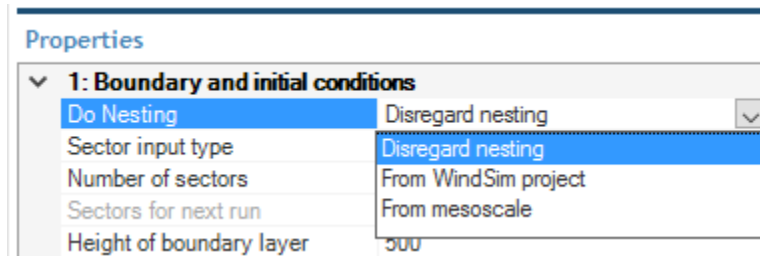 Properties
1: Boundary and initial conditions
Do Nesting Disregard nesting
Sector input type Disregard nesting
Number of sectors From WindSim project
Sectors for next run From mesoscale
Height of boundary layer 500